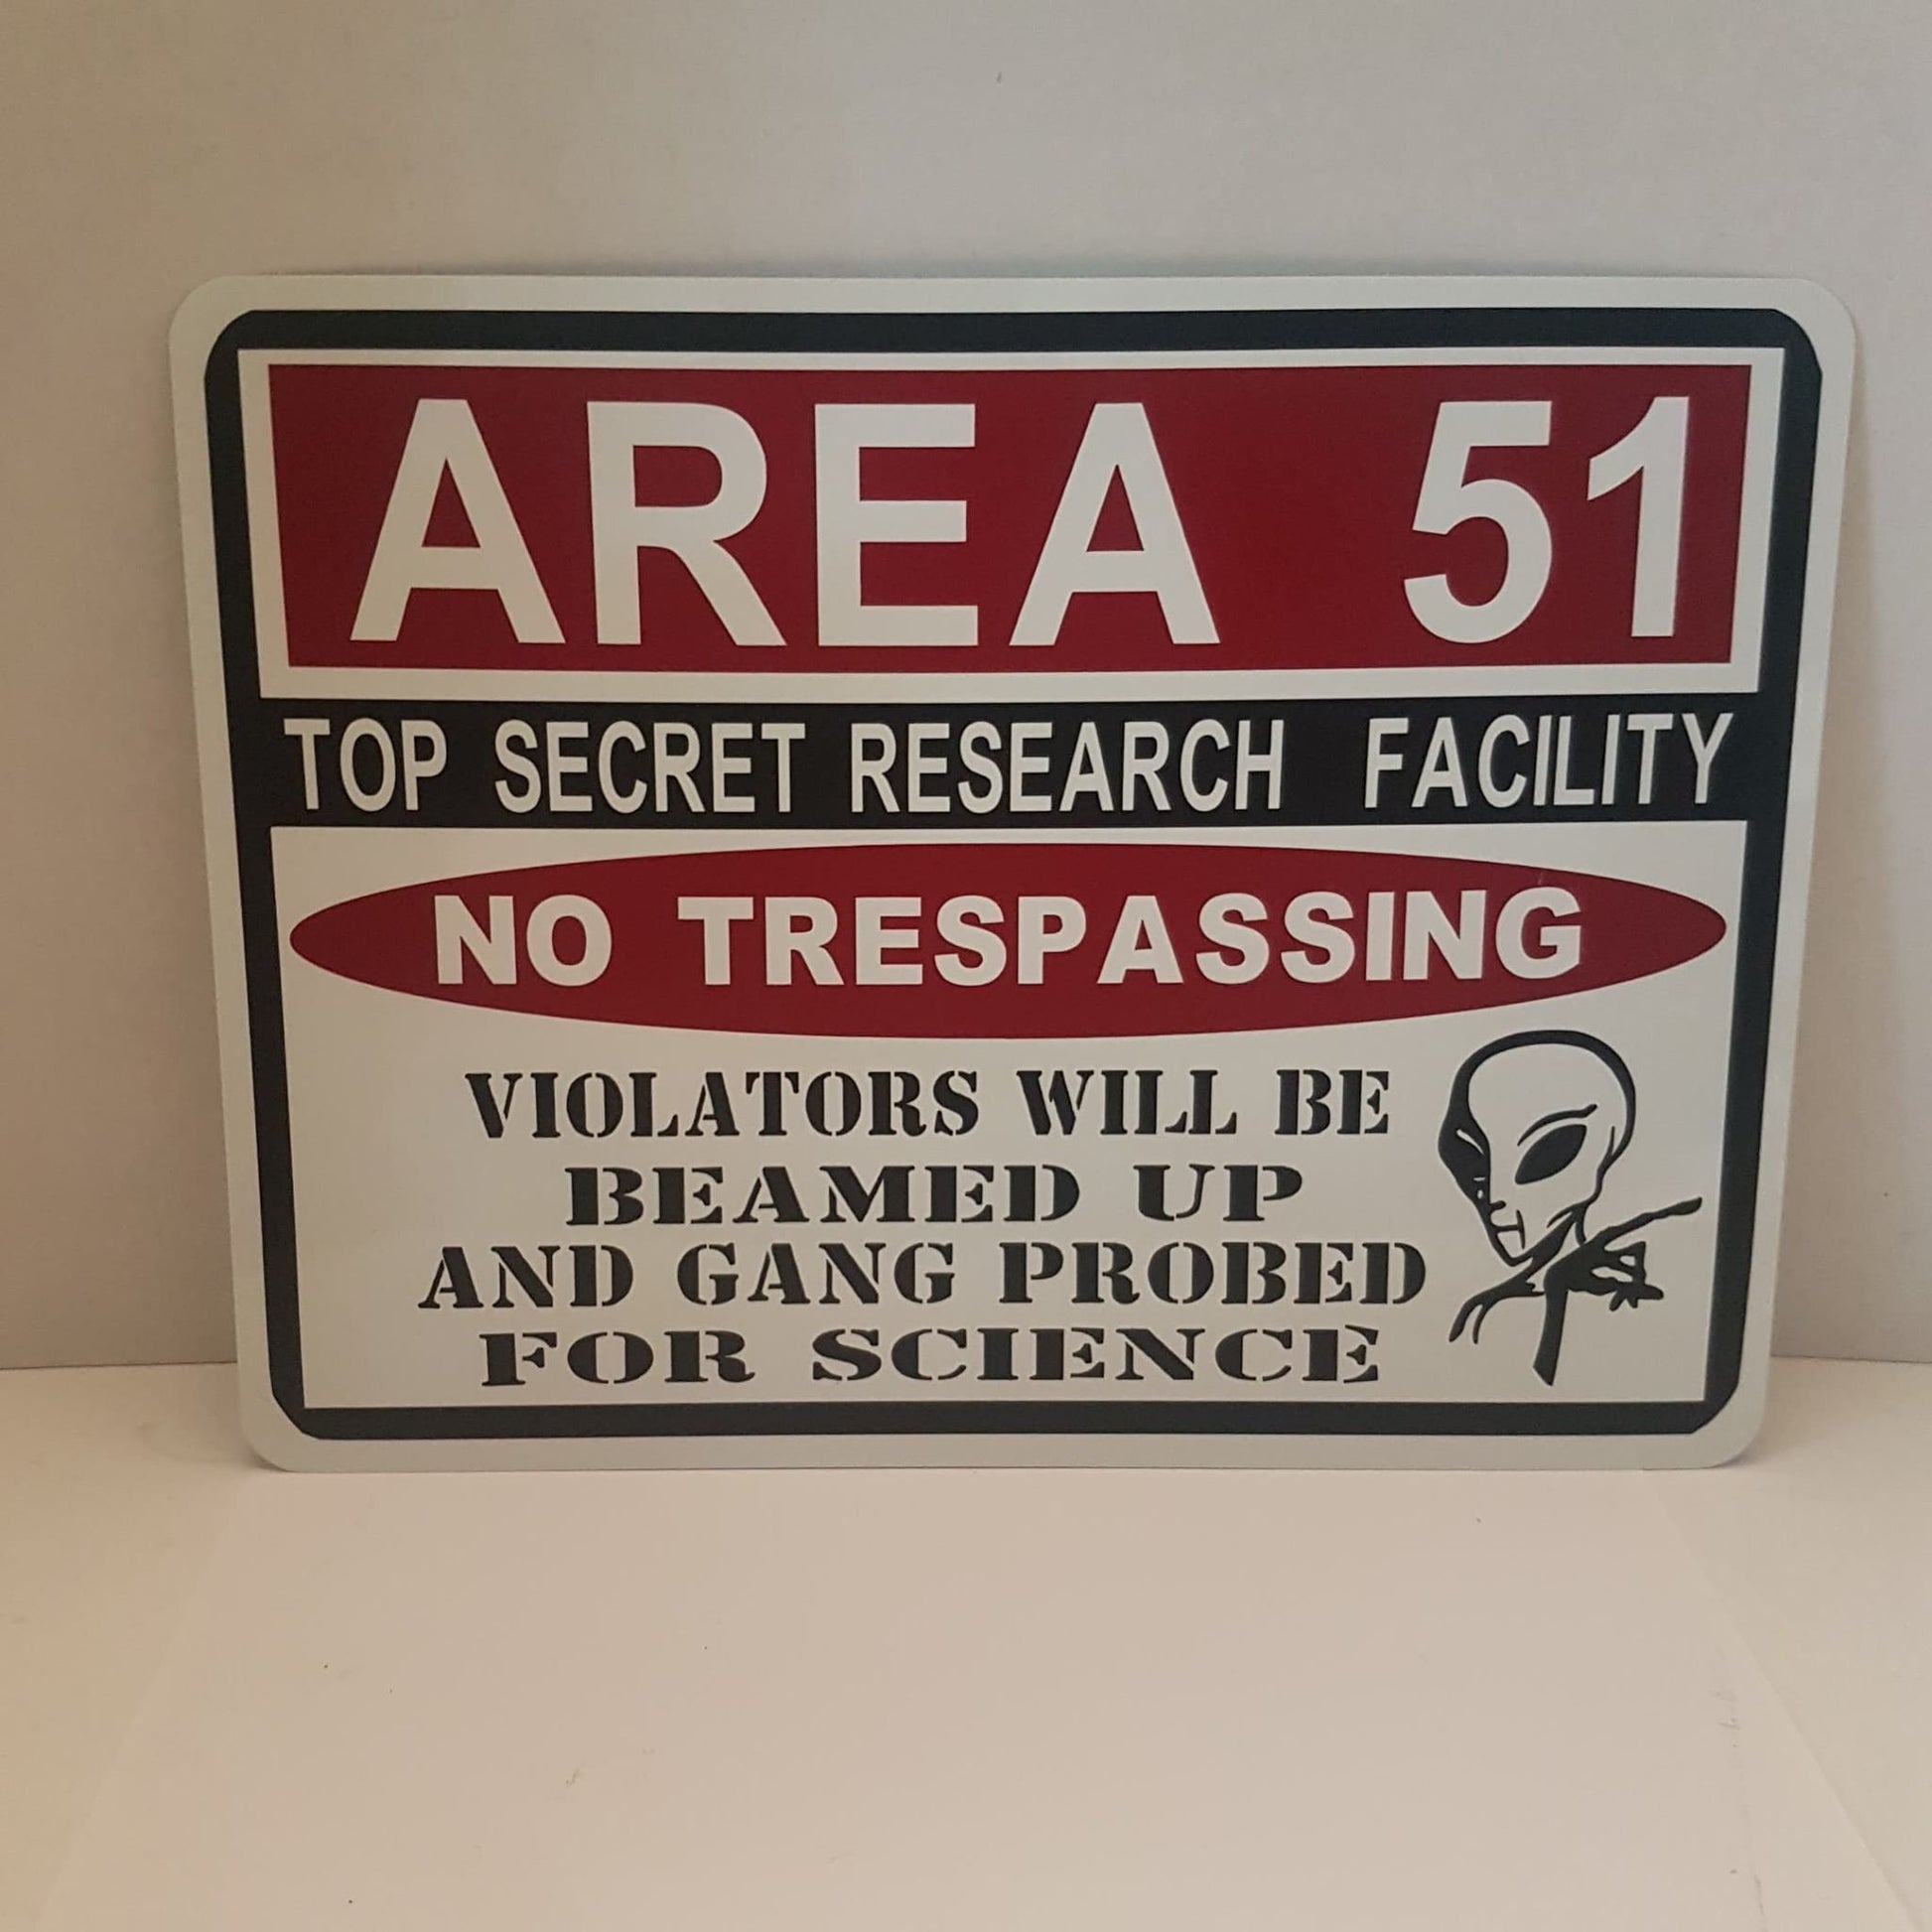 AREA 51
TOP SECRET RESEARCH FACILITY
NO TRESPASSING
VIOLATORS WILL BE
BEAMED UP
AND GANG PROBED
FOR SCIENCE